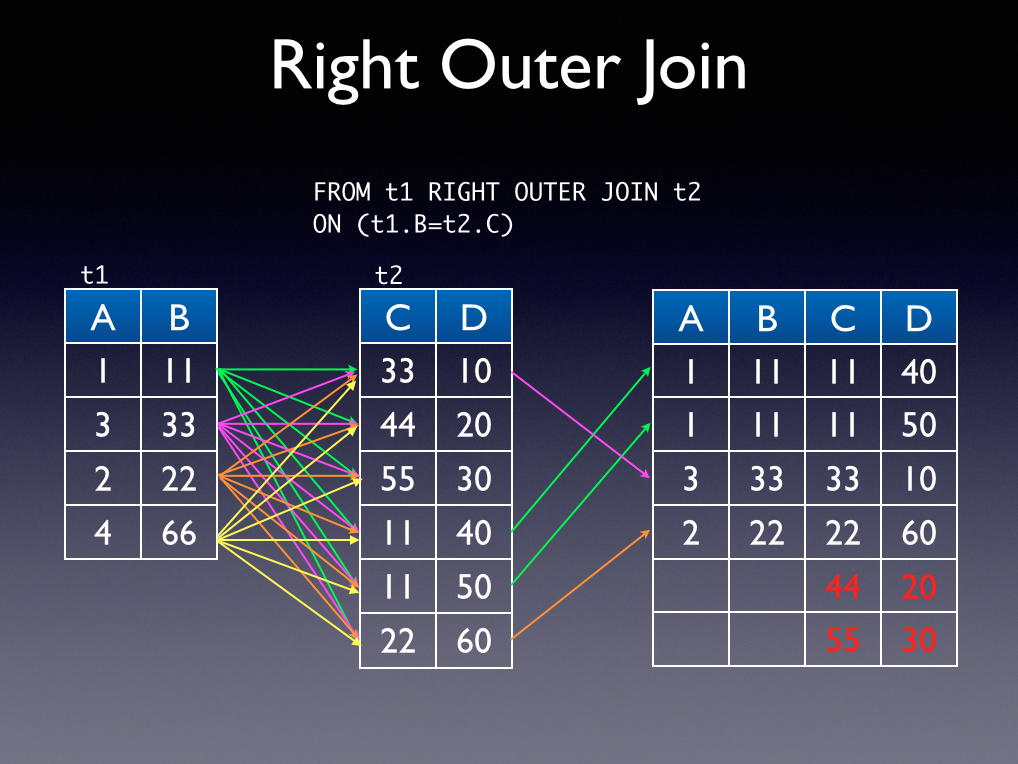 Right Outer Join
FROM t1 RIGHT OUTER JOIN t2
ON (t1.B=t2.C)
t1
A B
1 11
3 33
2 22
4 66
t2
C D
33 10
44 20
55 30
11 40
11 50
22 60
A B C D
1 11 11 40
1 11 11 50
3 33 33 10
2 22 22 60
44 20
55 30